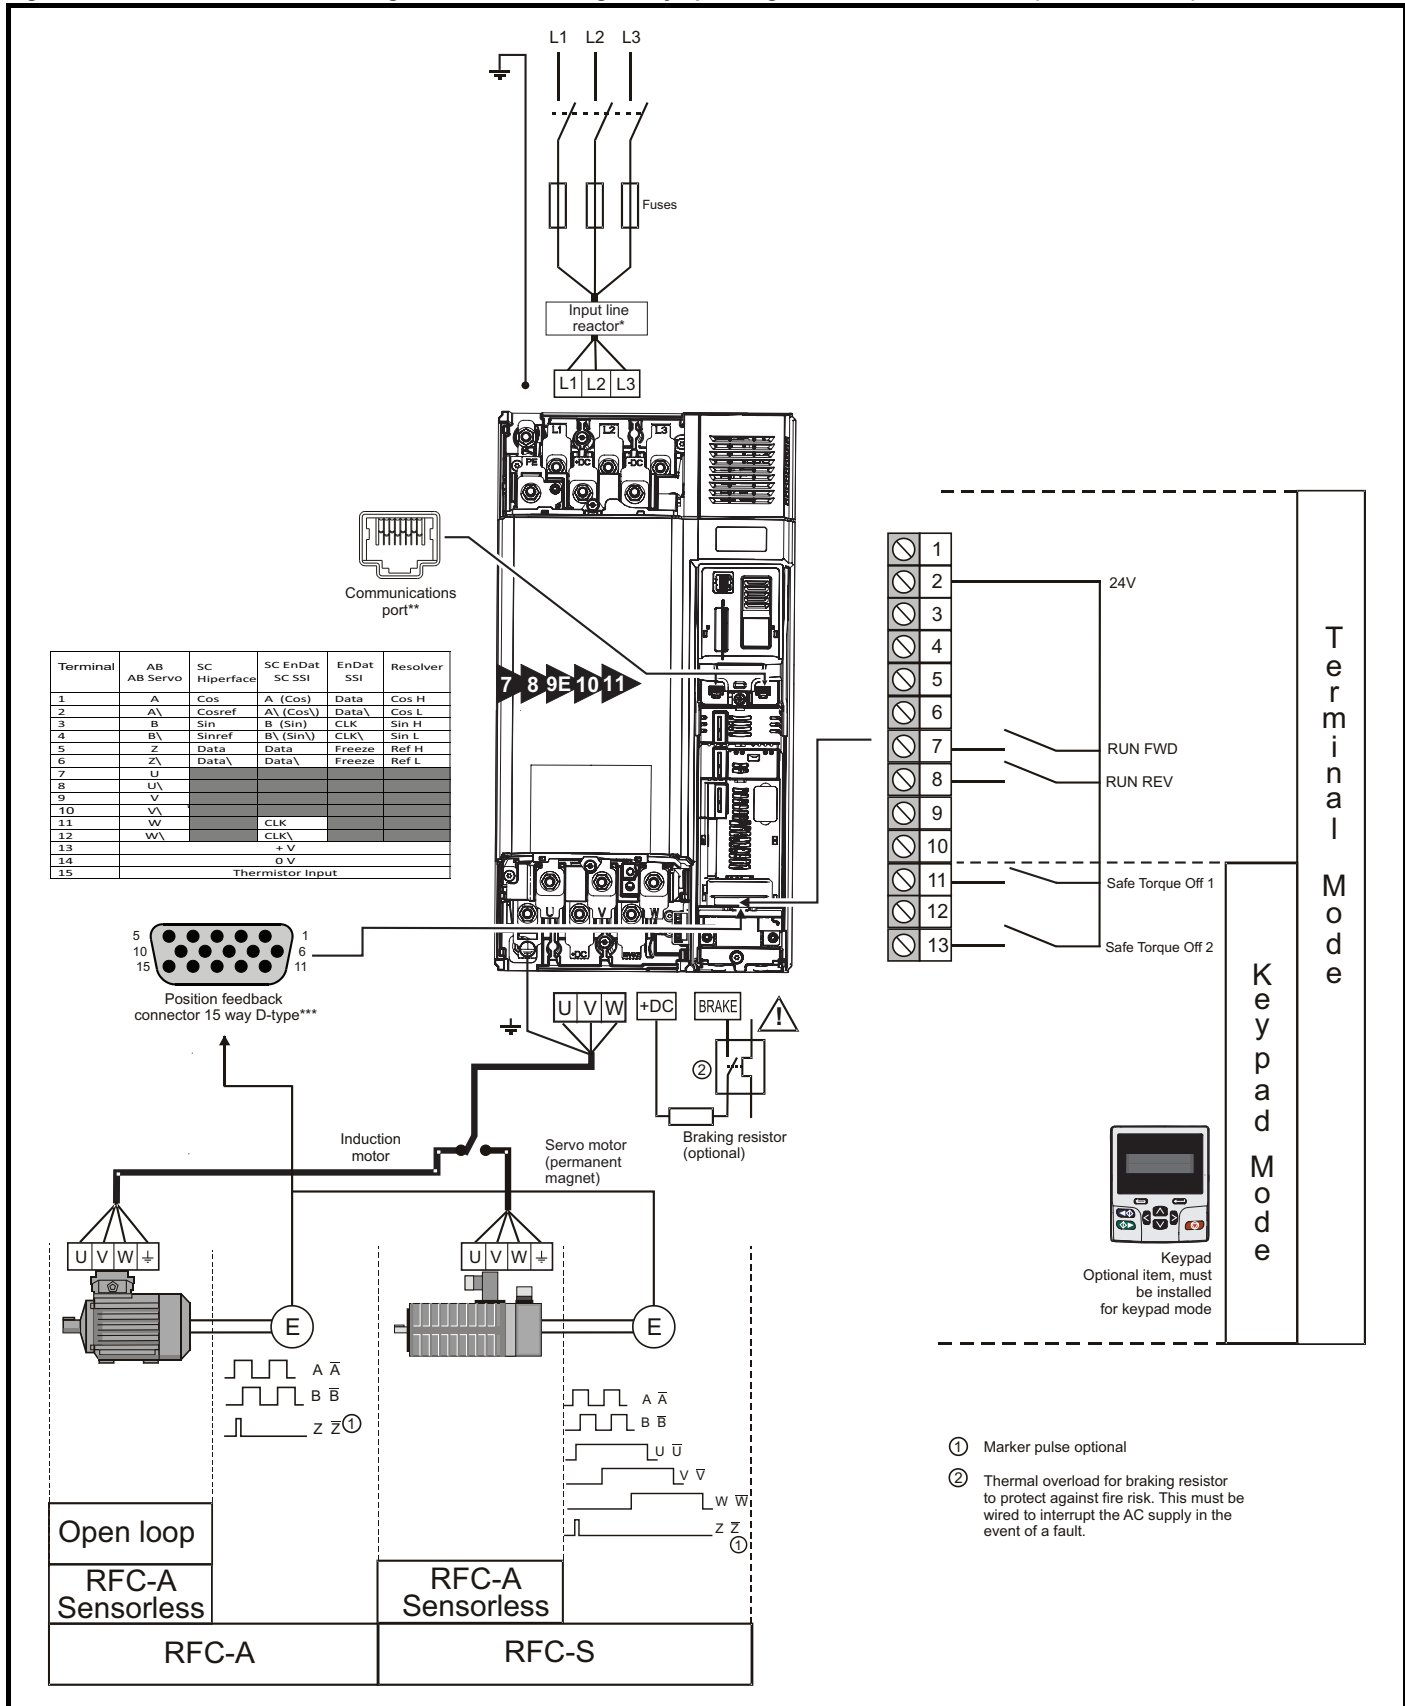 L1 L2 L3
Fuses
Input line
reactor*
L1 L2 L3
L1 L2 L3
PE +DC -DC
Communications
port**
7 8 9E 10 11
Terminal | AB AB Servo | SC Hiperface | SC EnDat SC SSI | EnDat SSI | Resolver
1 | A | Cos | A (Cos) | Data | Cos H
2 | A\ | Cosref | A\ (Cos\) | Data\ | Cos L
3 | B | Sin | B (Sin) | CLK | Sin H
4 | B\ | Sinref | B\ (Sin\) | CLK\ | Sin L
5 | Z | Data | Data | Freeze | Ref H
6 | Z\ | Data\ | Data\ | Freeze | Ref L
7 | U
8 | U\
9 | V
10 | V\
11 | W | CLK
12 | W\ | CLK\
13 | + V
14 | 0 V
15 | Thermistor Input
1
2 24V
3
4
5
6
7 RUN FWD
8 RUN REV
9
10
11 Safe Torque Off 1
12
13 Safe Torque Off 2
Terminal Mode
Keypad Mode
U V W
+DC
5 1
10 6
15 11
Position feedback
connector 15 way D-type***
U V W +DC BRAKE
!
2
Braking resistor
(optional)
Induction
motor
Servo motor
(permanent
magnet)
U V W
U V W
E
E
A A̅
B B̅
Z Z̅ 1
A A̅
B B̅
U U̅
V V̅
W W̅
Z Z̅
1
Keypad
Optional item, must
be installed
for keypad mode
1 Marker pulse optional
2 Thermal overload for braking resistor
to protect against fire risk. This must be
wired to interrupt the AC supply in the
event of a fault.
Open loop
RFC-A
Sensorless
RFC-A
Sensorless
RFC-A
RFC-S